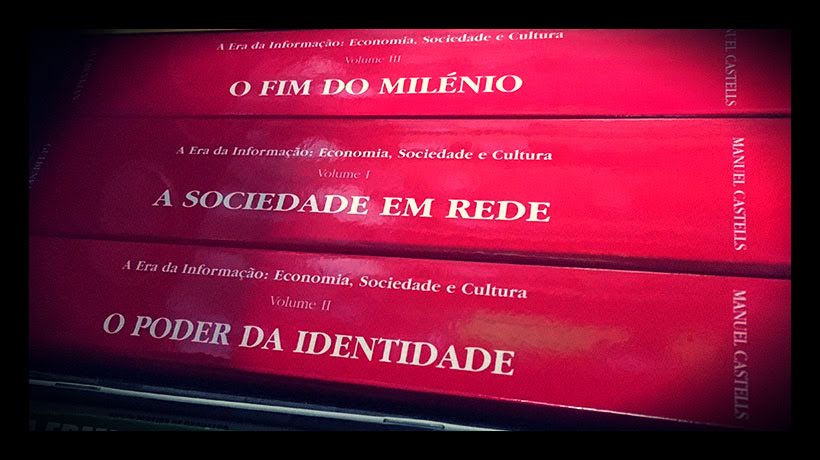 A Era da Informação: Economia, Sociedade e Cultura
Volume III
O FIM DO MILÉNIO
MANUEL CASTELLS
A Era da Informação: Economia, Sociedade e Cultura
Volume I
A SOCIEDADE EM REDE
MANUEL CASTELLS
A Era da Informação: Economia, Sociedade e Cultura
Volume II
O PODER DA IDENTIDADE
MANUEL CASTELLS